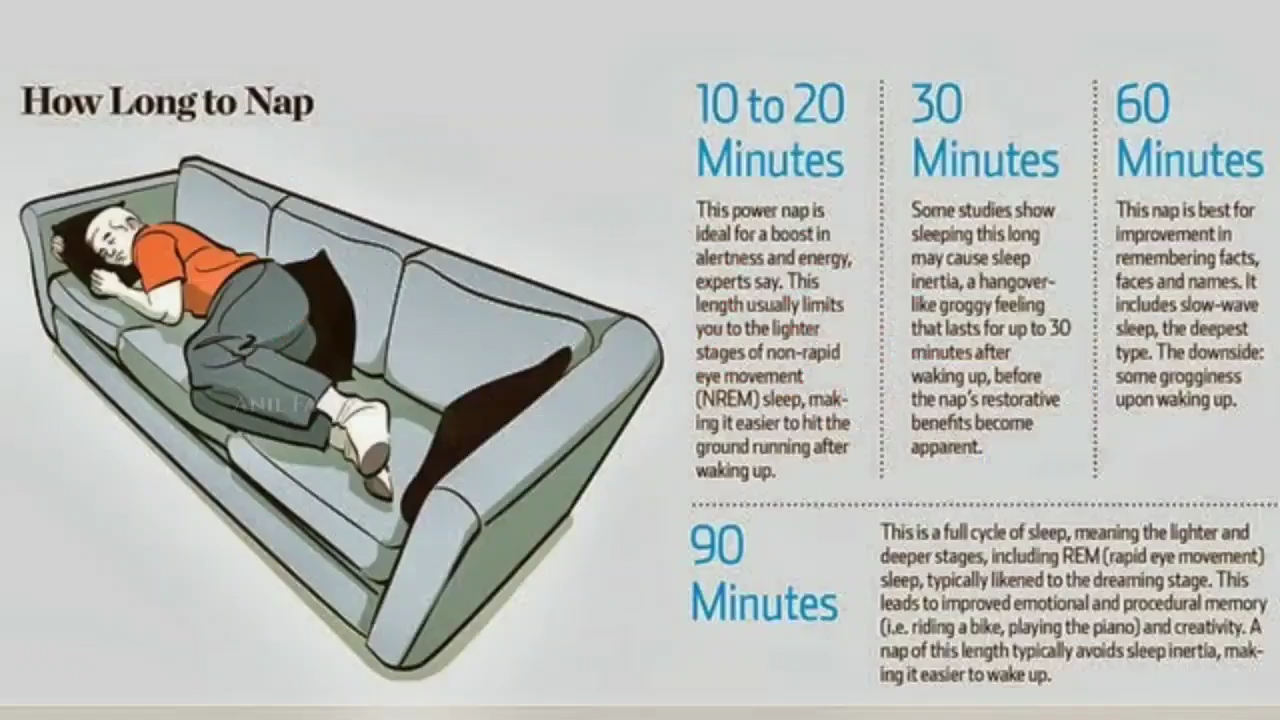 How Long to Nap
10 to 20
Minutes
This power nap is
ideal for a boost in
alertness and energy,
experts say. This
length usually limits
you to the lighter
stages of non-rapid
eye movement
(NREM) sleep, mak-
ing it easier to hit the
ground running after
waking up.
30
Minutes
Some studies show
sleeping this long
may cause sleep
inertia, a hangover-
like groggy feeling
that lasts for up to 30
minutes after
waking up, before
the nap's restorative
benefits become
apparent.
60
Minutes
This nap is best for
improvement in
remembering facts,
faces and names. It
includes slow-wave
sleep, the deepest
type. The downside:
some grogginess
upon waking up.
90
Minutes
This is a full cycle of sleep, meaning the lighter and
deeper stages, including REM (rapid eye movement)
sleep, typically likened to the dreaming stage. This
leads to improved emotional and procedural memory
(i.e. riding a bike, playing the piano) and creativity. A
nap of this length typically avoids sleep inertia, mak-
ing it easier to wake up.
ANIL